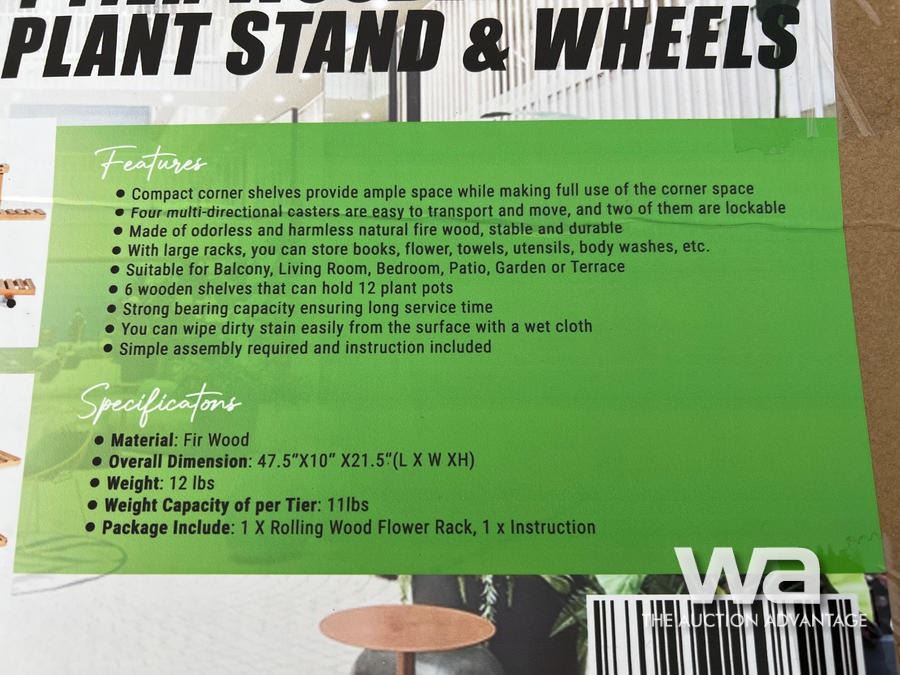 PLANT STAND & WHEELS
Features
• Compact corner shelves provide ample space while making full use of the corner space
• Four multi-directional casters are easy to transport and move, and two of them are lockable
• Made of odorless and harmless natural fire wood, stable and durable
• With large racks, you can store books, flower, towels, utensils, body washes, etc.
• Suitable for Balcony, Living Room, Bedroom, Patio, Garden or Terrace
• 6 wooden shelves that can hold 12 plant pots
• Strong bearing capacity ensuring long service time
• You can wipe dirty stain easily from the surface with a wet cloth
• Simple assembly required and instruction included
Specificatons
• Material: Fir Wood
• Overall Dimension: 47.5"X10" X21.5"(L X W XH)
• Weight: 12 lbs
• Weight Capacity of per Tier: 11lbs
• Package Include: 1 X Rolling Wood Flower Rack, 1 x Instruction
wa
THE AUCTION ADVANTAGE